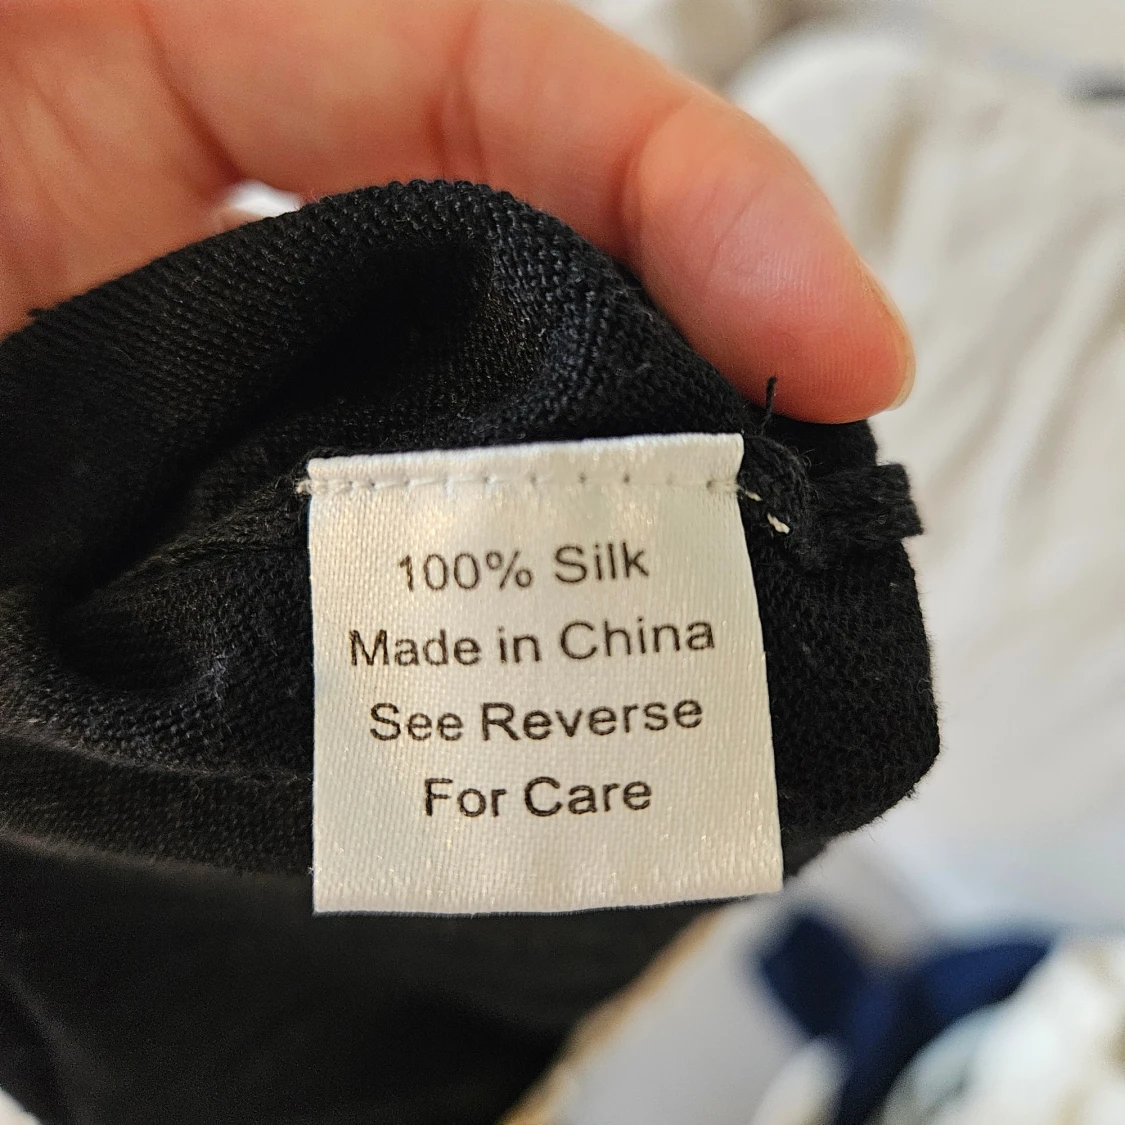 100% Silk
Made in China
See Reverse
For Care